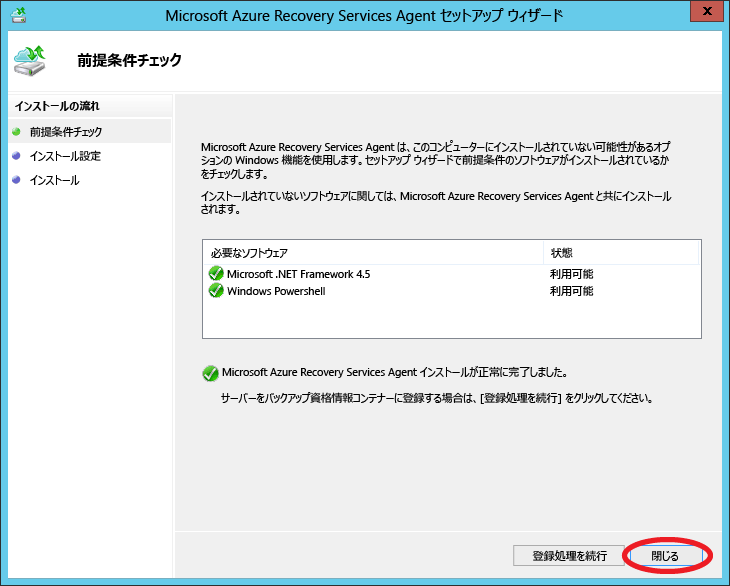 Microsoft Azure Recovery Services Agent セットアップ ウィザード
x
前提条件チェック
インストールの流れ
前提条件チェック
インストール設定
インストール
Microsoft Azure Recovery Services Agent は、このコンピューターにインストールされていない可能性があるオプ
ションの Windows 機能を使用します。セットアップ ウィザードで前提条件のソフトウェアがインストールされているか
をチェックします。
インストールされていないソフトウェアに関しては、Microsoft Azure Recovery Services Agent と共にインストール
されます。
必要なソフトウェア 状態
Microsoft .NET Framework 4.5 利用可能
Windows Powershell 利用可能
Microsoft Azure Recovery Services Agent インストールが正常に完了しました。
サーバーをバックアップ資格情報コンテナーに登録する場合は、[登録処理を続行] をクリックしてください。
登録処理を続行 閉じる